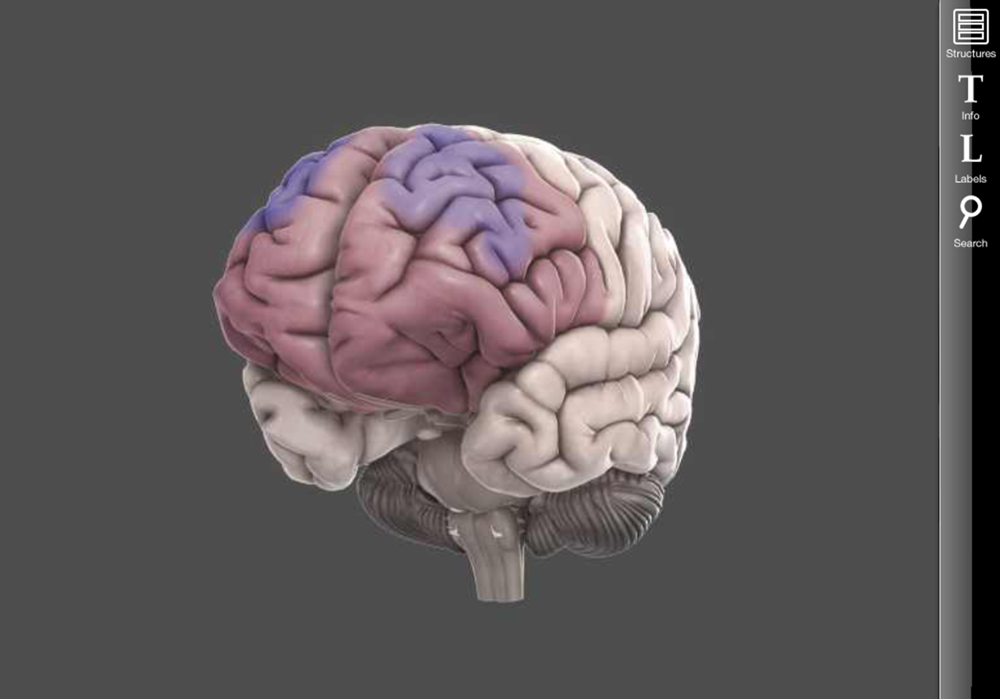 Structures
T
Info
L
Labels
Search